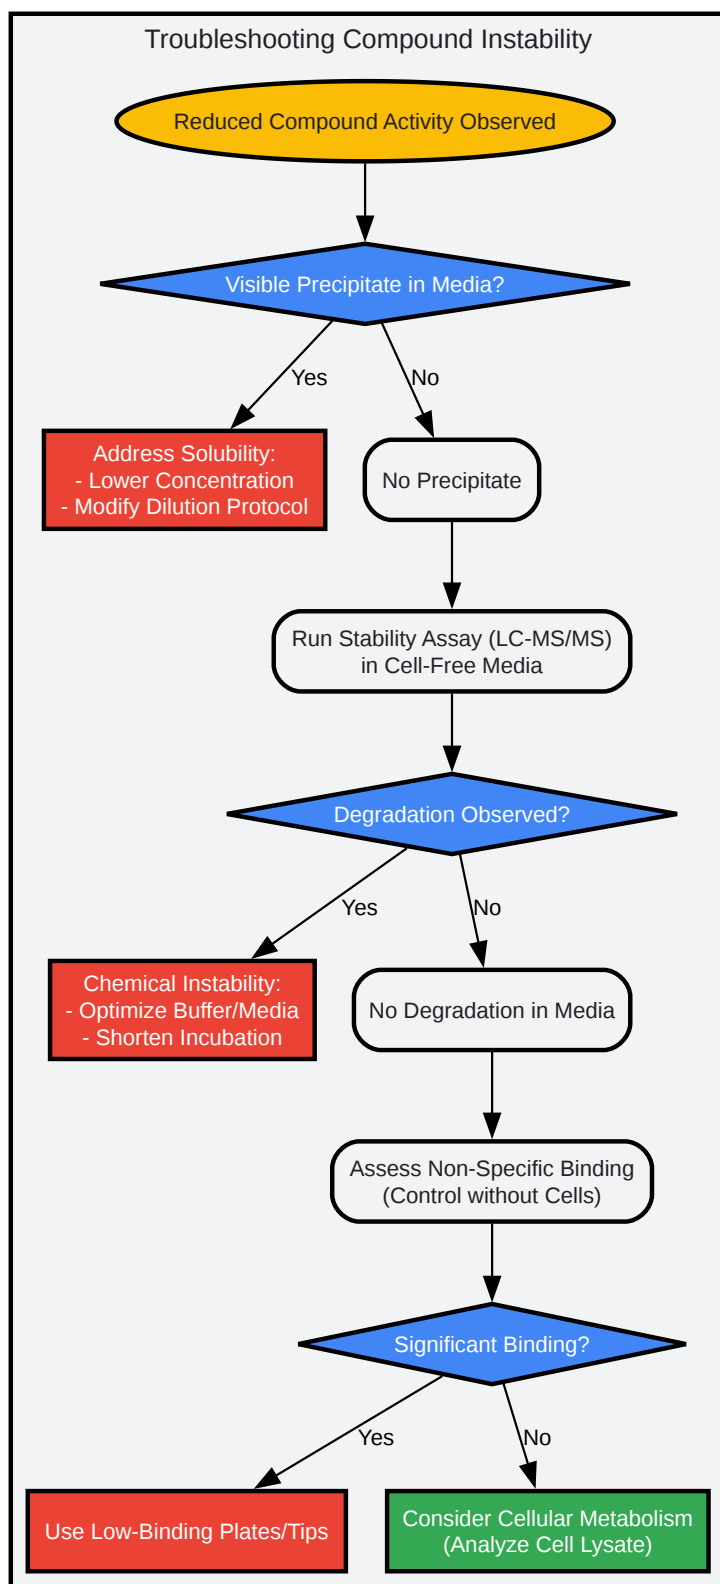 Troubleshooting Compound Instability
Reduced Compound Activity Observed
Visible Precipitate in Media?
Yes
No
Address Solubility:
- Lower Concentration
- Modify Dilution Protocol
No Precipitate
Run Stability Assay (LC-MS/MS)
in Cell-Free Media
Degradation Observed?
Yes
No
Chemical Instability:
- Optimize Buffer/Media
- Shorten Incubation
No Degradation in Media
Assess Non-Specific Binding
(Control without Cells)
Significant Binding?
Yes
No
Use Low-Binding Plates/Tips
Consider Cellular Metabolism
(Analyze Cell Lysate)